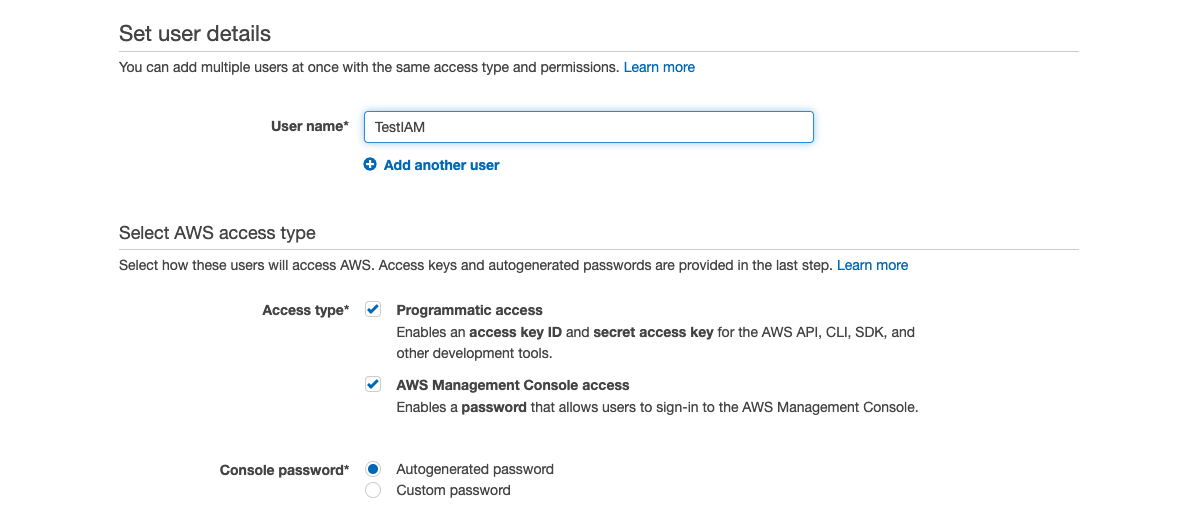 Set user details
You can add multiple users at once with the same access type and permissions. Learn more
User name* TestIAM
Add another user
Select AWS access type
Select how these users will access AWS. Access keys and autogenerated passwords are provided in the last step. Learn more
Access type* Programmatic access
Enables an access key ID and secret access key for the AWS API, CLI, SDK, and
other development tools.
AWS Management Console access
Enables a password that allows users to sign-in to the AWS Management Console.
Console password* Autogenerated password
Custom password